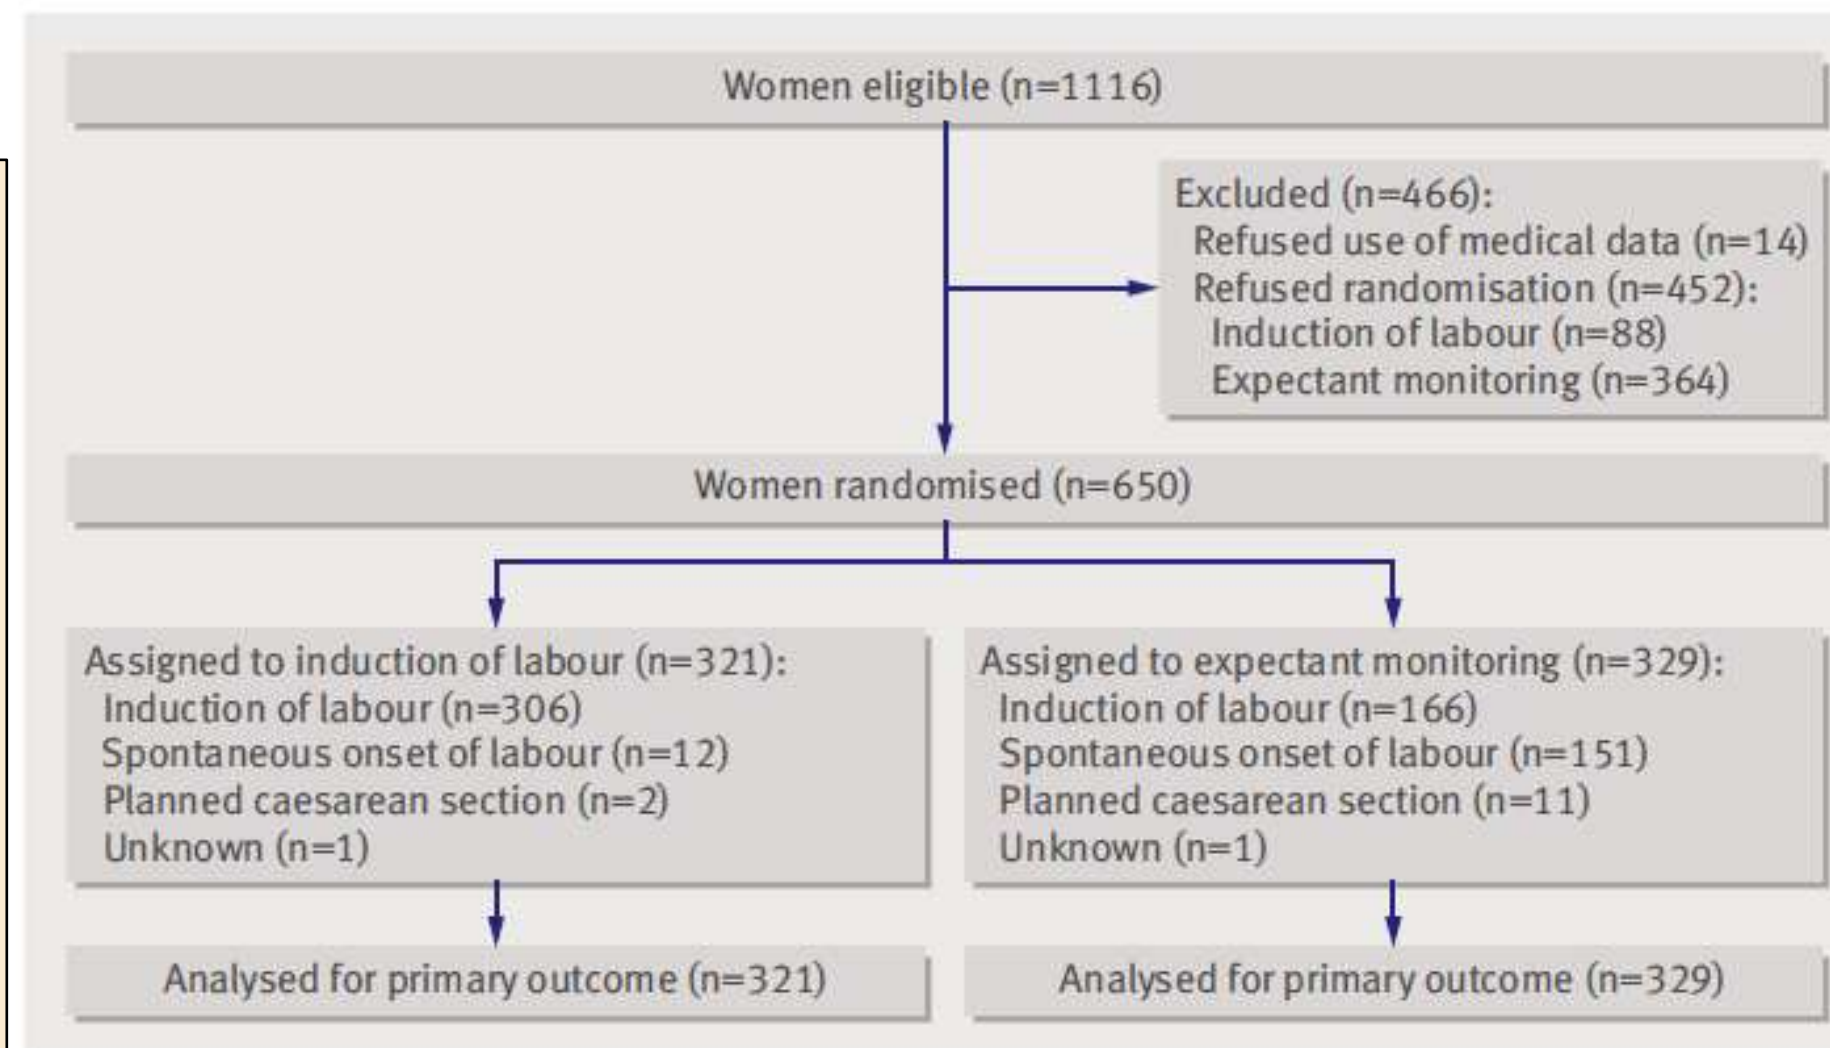 Women eligible (n=1116)
Excluded (n=466):
Refused use of medical data (n=14)
Refused randomisation (n=452):
Induction of labour (n=88)
Expectant monitoring (n=364)
Women randomised (n=650)
Assigned to induction of labour (n=321):
Induction of labour (n=306)
Spontaneous onset of labour (n=12)
Planned caesarean section (n=2)
Unknown (n=1)
Assigned to expectant monitoring (n=329):
Induction of labour (n=166)
Spontaneous onset of labour (n=151)
Planned caesarean section (n=11)
Unknown (n=1)
Analysed for primary outcome (n=321)
Analysed for primary outcome (n=329)